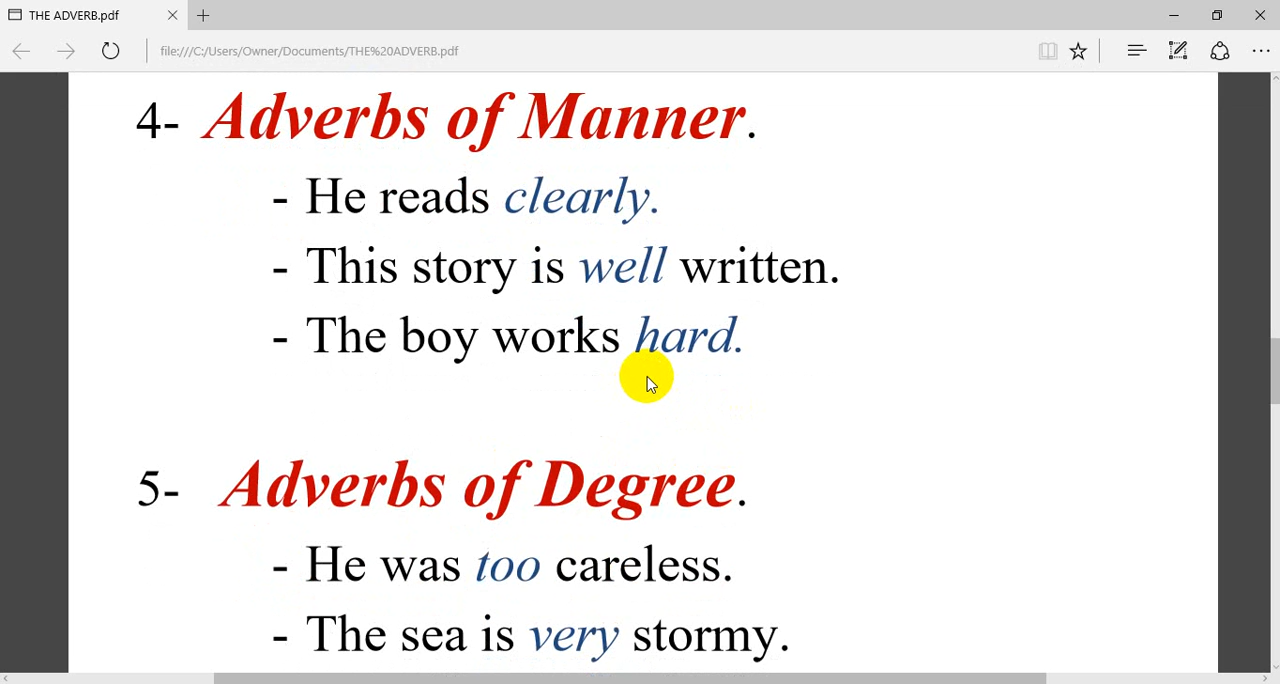 THE ADVERB.pdf
file:///C:/Users/Owner/Documents/THE%20ADVERB.pdf
4- Adverbs of Manner.
- He reads clearly.
- This story is well written.
- The boy works hard.
5- Adverbs of Degree.
- He was too careless.
- The sea is very stormy.